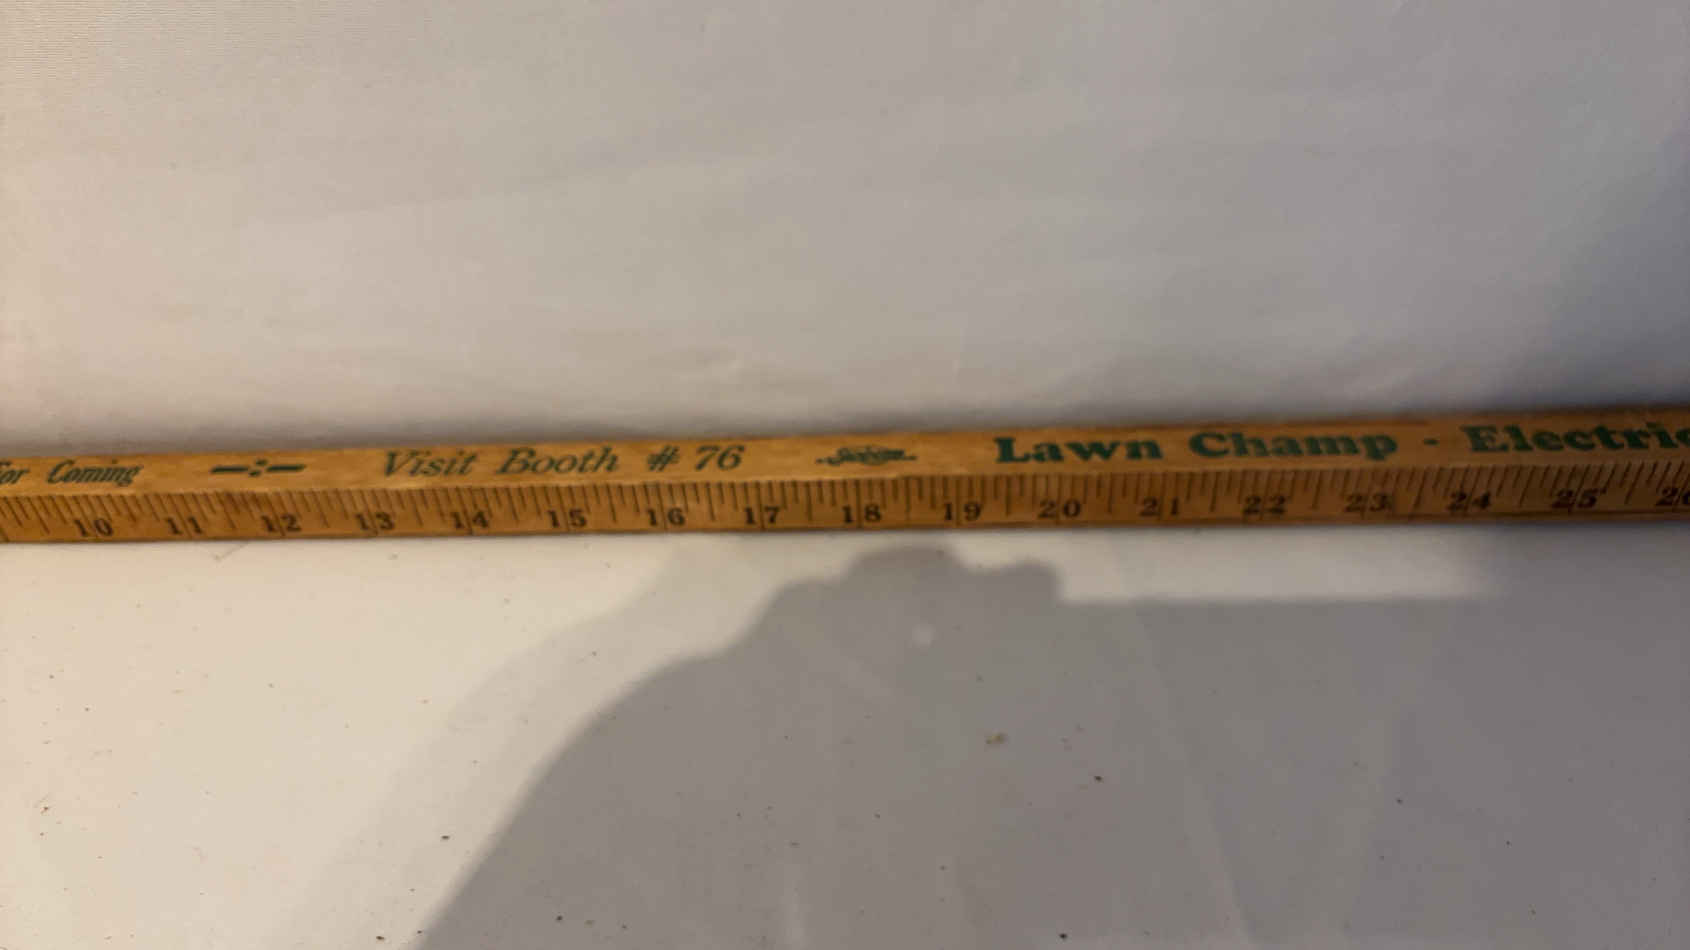 For Coming -:- Visit Booth # 76 Lawn Champ · Electric
10 11 12 13 14 15 16 17 18 19 20 21 22 23 24 25 26